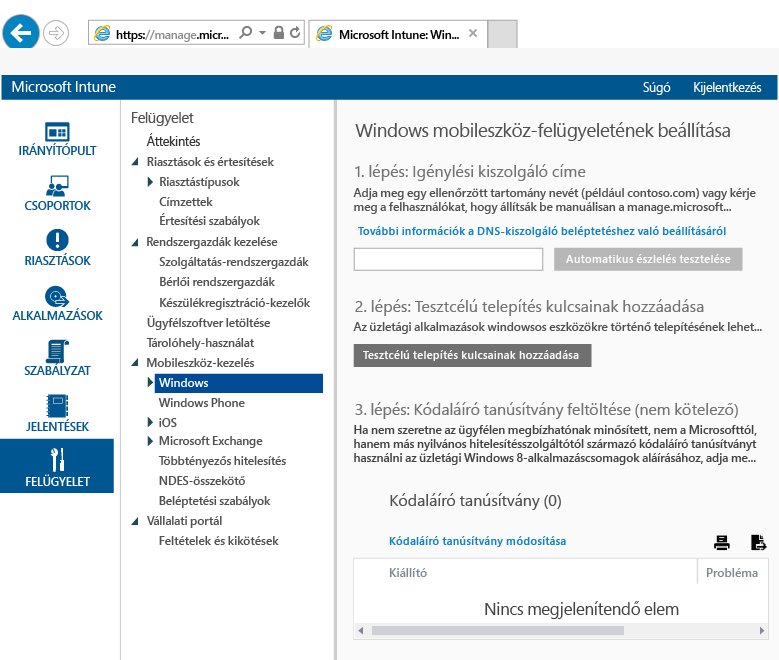 https://manage.micr...
Microsoft Intune: Win...
Microsoft Intune
Súgó
Kijelentkezés
IRÁNYÍTÓPULT
CSOPORTOK
RIASZTÁSOK
ALKALMAZÁSOK
SZABÁLYZAT
JELENTÉSEK
FELÜGYELET
Felügyelet
Áttekintés
Riasztások és értesítések
Riasztástípusok
Címzettek
Értesítési szabályok
Rendszergazdák kezelése
Szolgáltatás-rendszergazdák
Bérlői rendszergazdák
Készülékregisztráció-kezelők
Ügyfélszoftver letöltése
Tárolóhely-használat
Mobileszköz-kezelés
Windows
Windows Phone
iOS
Microsoft Exchange
Többtényezős hitelesítés
NDES-összekötő
Beléptetési szabályok
Vállalati portál
Feltételek és kikötések
Windows mobileszköz-felügyeletének beállítása
1. lépés: Igénylési kiszolgáló címe
Adja meg egy ellenőrzött tartomány nevét (például contoso.com) vagy kérje
meg a felhasználókat, hogy állítsák be manuálisan a manage.microsoft...
További információk a DNS-kiszolgáló beléptetéshez való beállításáról
Automatikus észlelés tesztelése
2. lépés: Tesztcélú telepítés kulcsainak hozzáadása
Az üzletági alkalmazások windowsos eszközökre történő telepítésének lehet...
Tesztcélú telepítés kulcsainak hozzáadása
3. lépés: Kódaláíró tanúsítvány feltöltése (nem kötelező)
Ha nem szeretne az ügyfélen megbízhatónak minősített, nem a Microsofttól,
hanem más nyilvános hitelesítésszolgáltótól származó kódaláíró tanúsítványt
használni az üzletági Windows 8-alkalmazáscsomagok aláírásához, adja me...
Kódaláíró tanúsítvány (0)
Kódaláíró tanúsítvány módosítása
Kiállító
Probléma
Nincs megjelenítendő elem